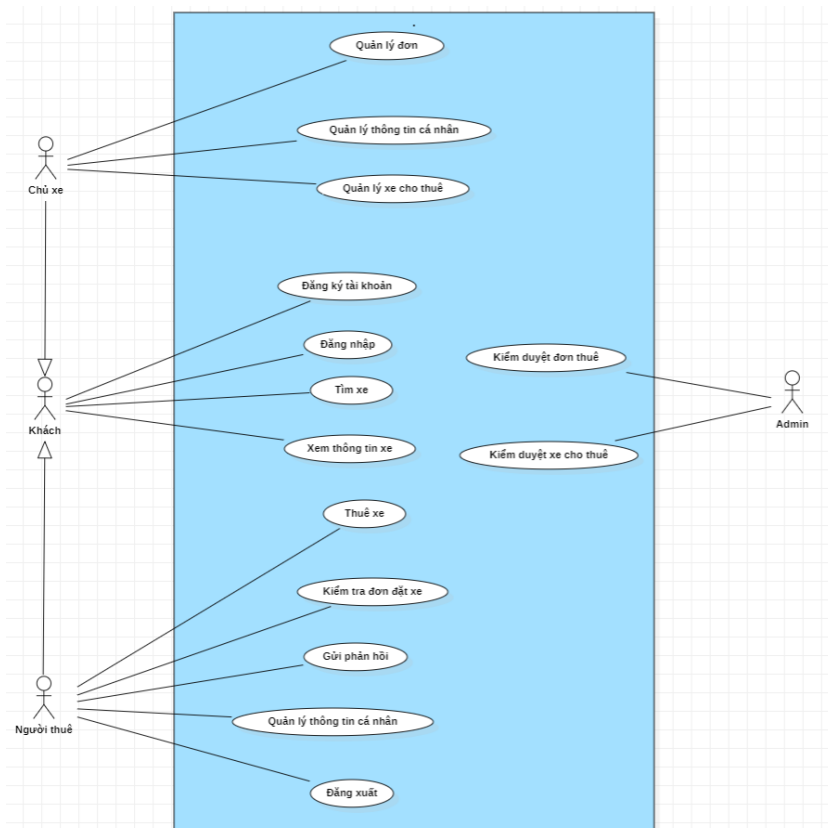 Quản lý đơn
Quản lý thông tin cá nhân
Chủ xe
Quản lý xe cho thuê
Đăng ký tài khoản
Đăng nhập
Kiểm duyệt đơn thuê
Tìm xe
Khách
Admin
Xem thông tin xe
Kiểm duyệt xe cho thuê
Thuê xe
Kiểm tra đơn đặt xe
Gửi phản hồi
Quản lý thông tin cá nhân
Người thuê
Đăng xuất